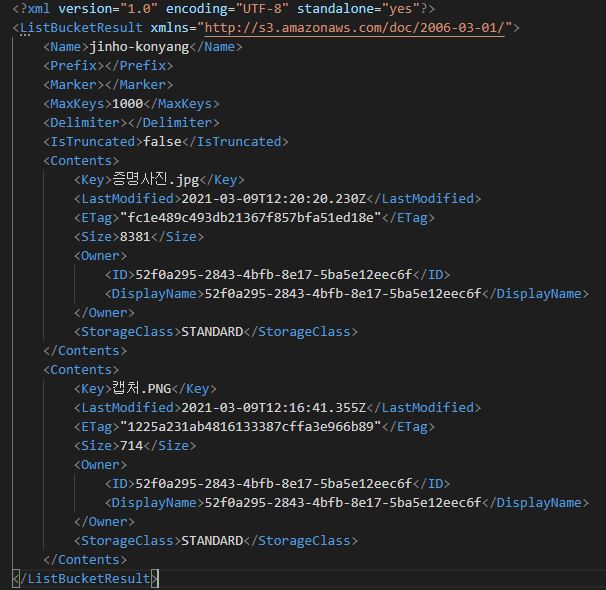 <?xml version="1.0" encoding="UTF-8" standalone="yes"?>
<ListBucketResult xmlns="http://s3.amazonaws.com/doc/2006-03-01/">
<Name>jinho-konyang</Name>
<Prefix></Prefix>
<Marker></Marker>
<MaxKeys>1000</MaxKeys>
<Delimiter></Delimiter>
<IsTruncated>false</IsTruncated>
<Contents>
<Key>증명사진.jpg</Key>
<LastModified>2021-03-09T12:20:20.230Z</LastModified>
<ETag>"fc1e489c493db21367f857bfa51ed18e"</ETag>
<Size>8381</Size>
<Owner>
<ID>52f0a295-2843-4bfb-8e17-5ba5e12eec6f</ID>
<DisplayName>52f0a295-2843-4bfb-8e17-5ba5e12eec6f</DisplayName>
</Owner>
<StorageClass>STANDARD</StorageClass>
</Contents>
<Contents>
<Key>캡처.PNG</Key>
<LastModified>2021-03-09T12:16:41.355Z</LastModified>
<ETag>"1225a231ab4816133387cffa3e966b89"</ETag>
<Size>714</Size>
<Owner>
<ID>52f0a295-2843-4bfb-8e17-5ba5e12eec6f</ID>
<DisplayName>52f0a295-2843-4bfb-8e17-5ba5e12eec6f</DisplayName>
</Owner>
<StorageClass>STANDARD</StorageClass>
</Contents>
</ListBucketResult>